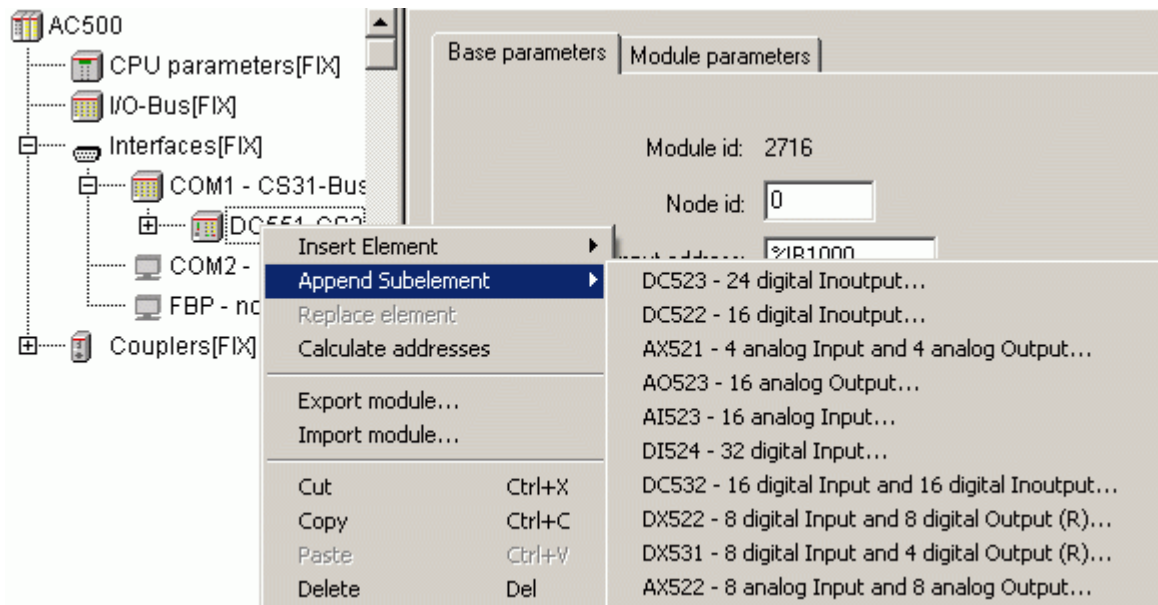 AC500
CPU parameters[FIX]
I/O-Bus[FIX]
Interfaces[FIX]
COM1 - CS31-Bus
COM2 -
FBP - no
Couplers[FIX]
Base parameters
Module parameters
Module id: 2716
Node id: 0
%IB1000
Insert Element
Append Subelement
Replace element
Calculate addresses
Export module...
Import module...
Cut Ctrl+X
Copy Ctrl+C
Paste Ctrl+V
Delete Del
DC523 - 24 digital Inoutput...
DC522 - 16 digital Inoutput...
AX521 - 4 analog Input and 4 analog Output...
AO523 - 16 analog Output...
AI523 - 16 analog Input...
DI524 - 32 digital Input...
DC532 - 16 digital Input and 16 digital Inoutput...
DX522 - 8 digital Input and 8 digital Output (R)...
DX531 - 8 digital Input and 4 digital Output (R)...
AX522 - 8 analog Input and 8 analog Output...